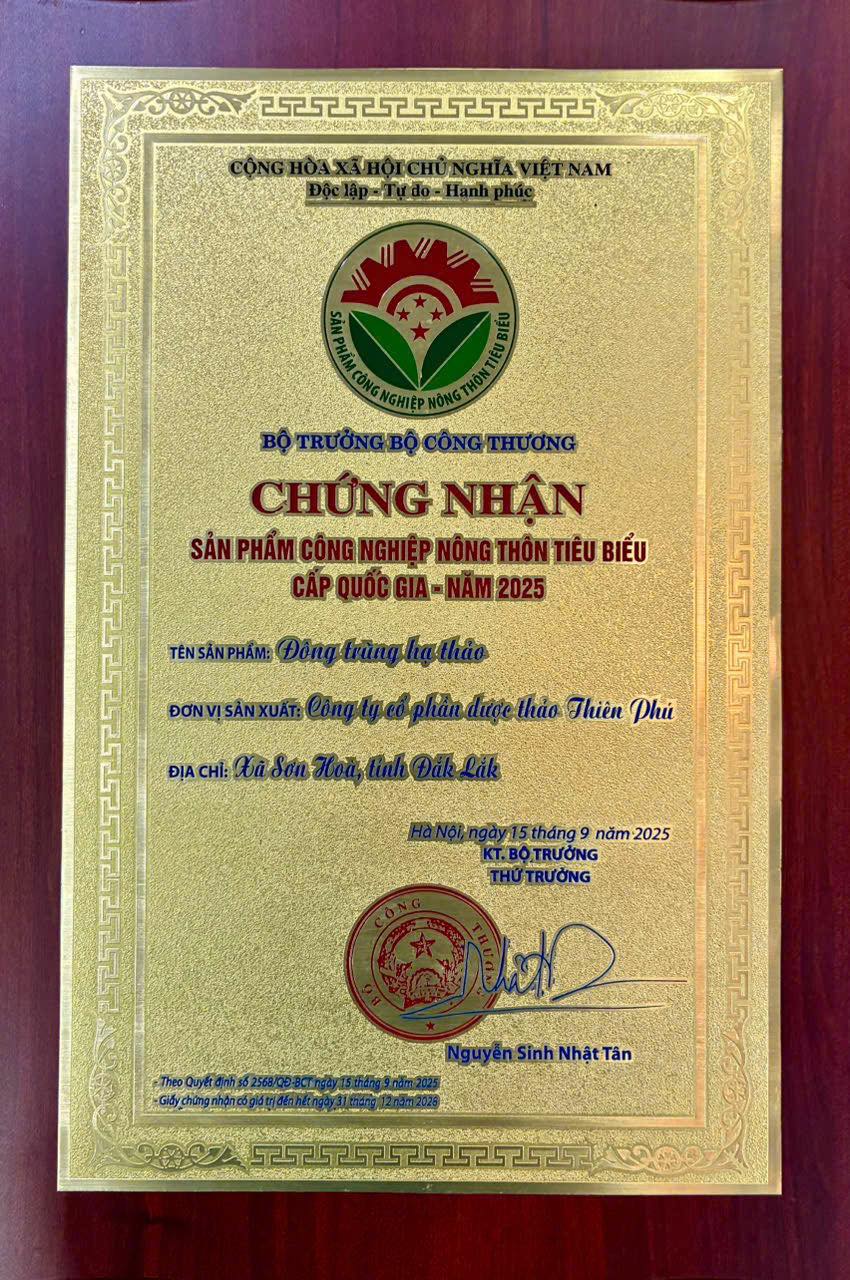 CỘNG HÒA XÃ HỘI CHỦ NGHĨA VIỆT NAM
Độc lập - Tự do - Hạnh phúc
SẢN PHẨM CÔNG NGHIỆP NÔNG THÔN TIÊU BIỂU
BỘ TRƯỞNG BỘ CÔNG THƯƠNG
CHỨNG NHẬN
SẢN PHẨM CÔNG NGHIỆP NÔNG THÔN TIÊU BIỂU
CẤP QUỐC GIA - NĂM 2025
TÊN SẢN PHẨM: Đông trùng hạ thảo
ĐƠN VỊ SẢN XUẤT: Công ty cổ phần dược thảo Thiên Phú
ĐỊA CHỈ: Xã Sơn Hoà, tỉnh Đắk Lắk
Hà Nội, ngày 15 tháng 9 năm 2025
KT. BỘ TRƯỞNG
THỨ TRƯỞNG
BỘ CÔNG THƯƠNG
Nguyễn Sinh Nhật Tân
- Theo Quyết định số 2568/QĐ-BCT ngày 15 tháng 9 năm 2025
- Giấy chứng nhận có giá trị đến hết ngày 31 tháng 12 năm